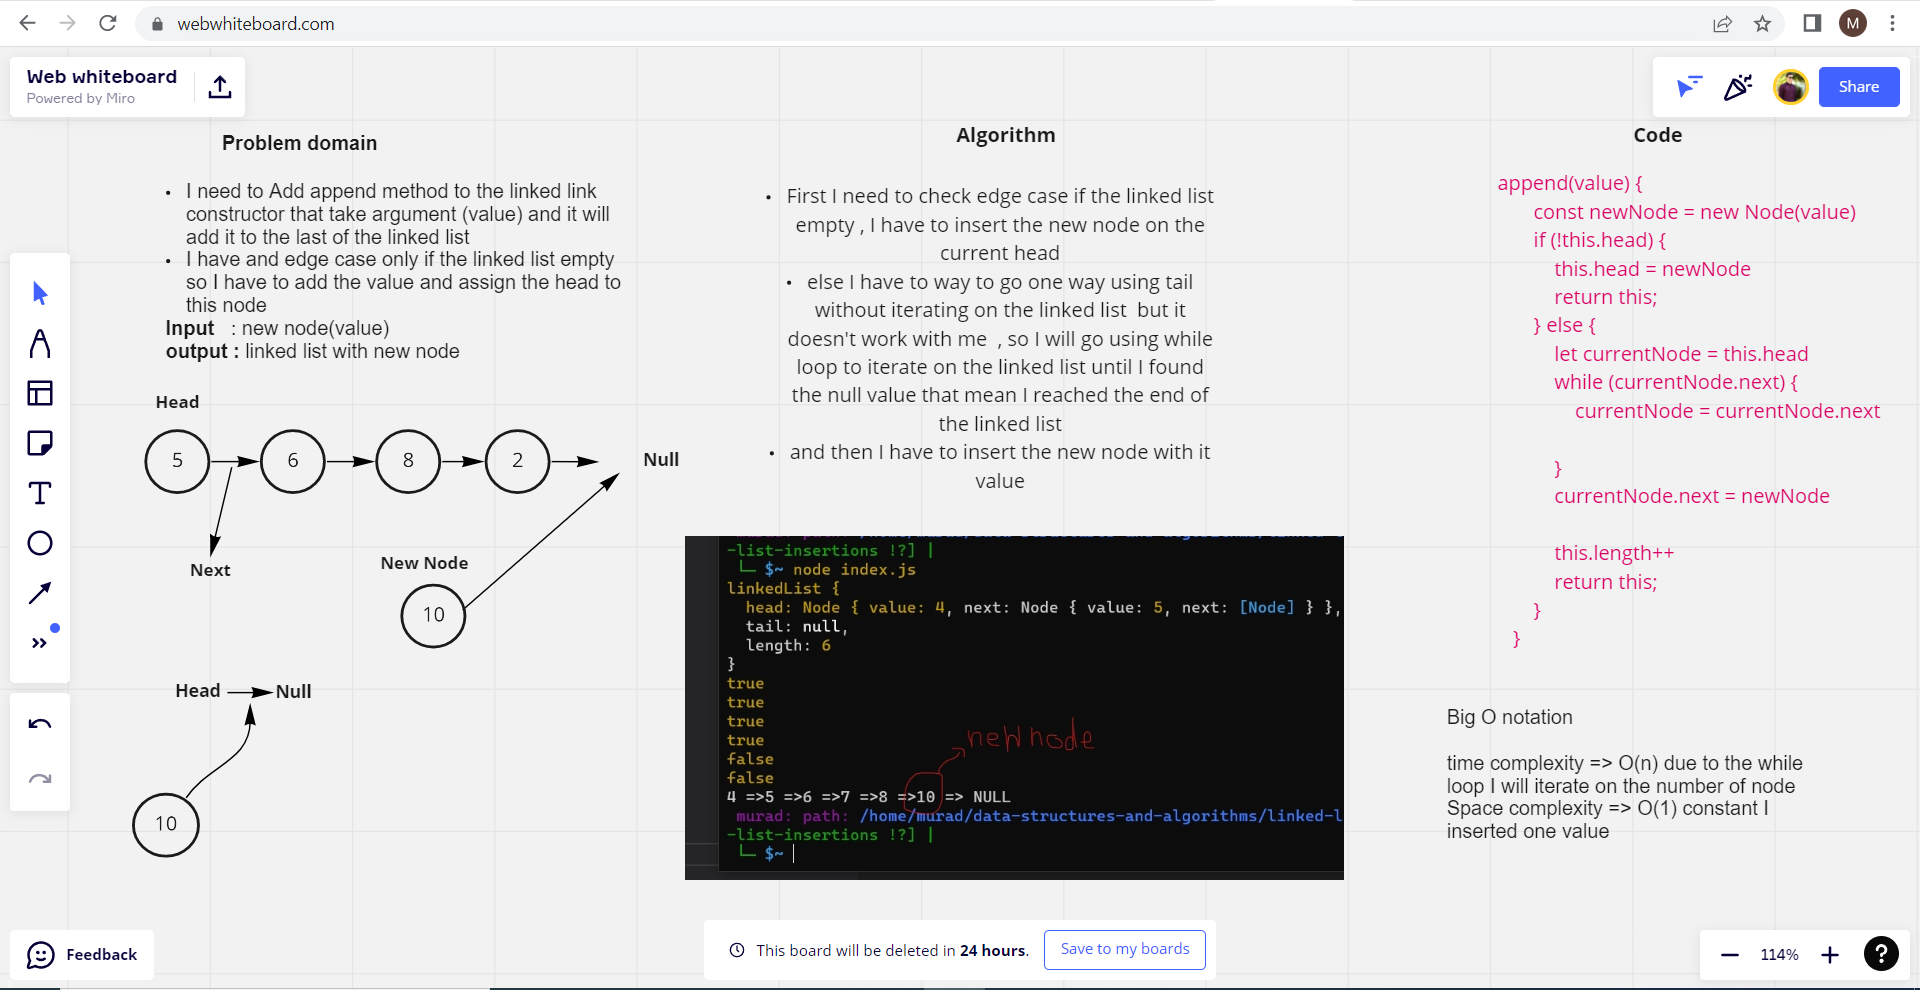 webwhiteboard.com
M
Web whiteboard
Powered by Miro
Share
Problem domain
• I need to Add append method to the linked link
constructor that take argument (value) and it will
add it to the last of the linked list
• I have and edge case only if the linked list empty
so I have to add the value and assign the head to
this node
Input : new node(value)
output : linked list with new node
Head
5
6
8
2
Null
Next
New Node
10
Head
Null
10
Algorithm
• First I need to check edge case if the linked list
empty , I have to insert the new node on the
current head
• else I have to way to go one way using tail
without iterating on the linked list but it
doesn't work with me , so I will go using while
loop to iterate on the linked list until I found
the null value that mean I reached the end of
the linked list
• and then I have to insert the new node with it
value
-list-insertions !?] |
$~ node index.js
linkedList {
head: Node { value: 4, next: Node { value: 5, next: [Node] } },
tail: null,
length: 6
}
true
true
true
true
false
false
new node
4 =>5 =>6 =>7 =>8 =>10 => NULL
murad: path: /home/murad/data-structures-and-algorithms/linked-l
-list-insertions !?] |
$~
Code
append(value) {
const newNode = new Node(value)
if (!this.head) {
this.head = newNode
return this;
} else {
let currentNode = this.head
while (currentNode.next) {
currentNode = currentNode.next
}
currentNode.next = newNode
this.length++
return this;
}
}
Big O notation
time complexity => O(n) due to the while
loop I will iterate on the number of node
Space complexity => O(1) constant I
inserted one value
Feedback
This board will be deleted in 24 hours.
Save to my boards
114%
?